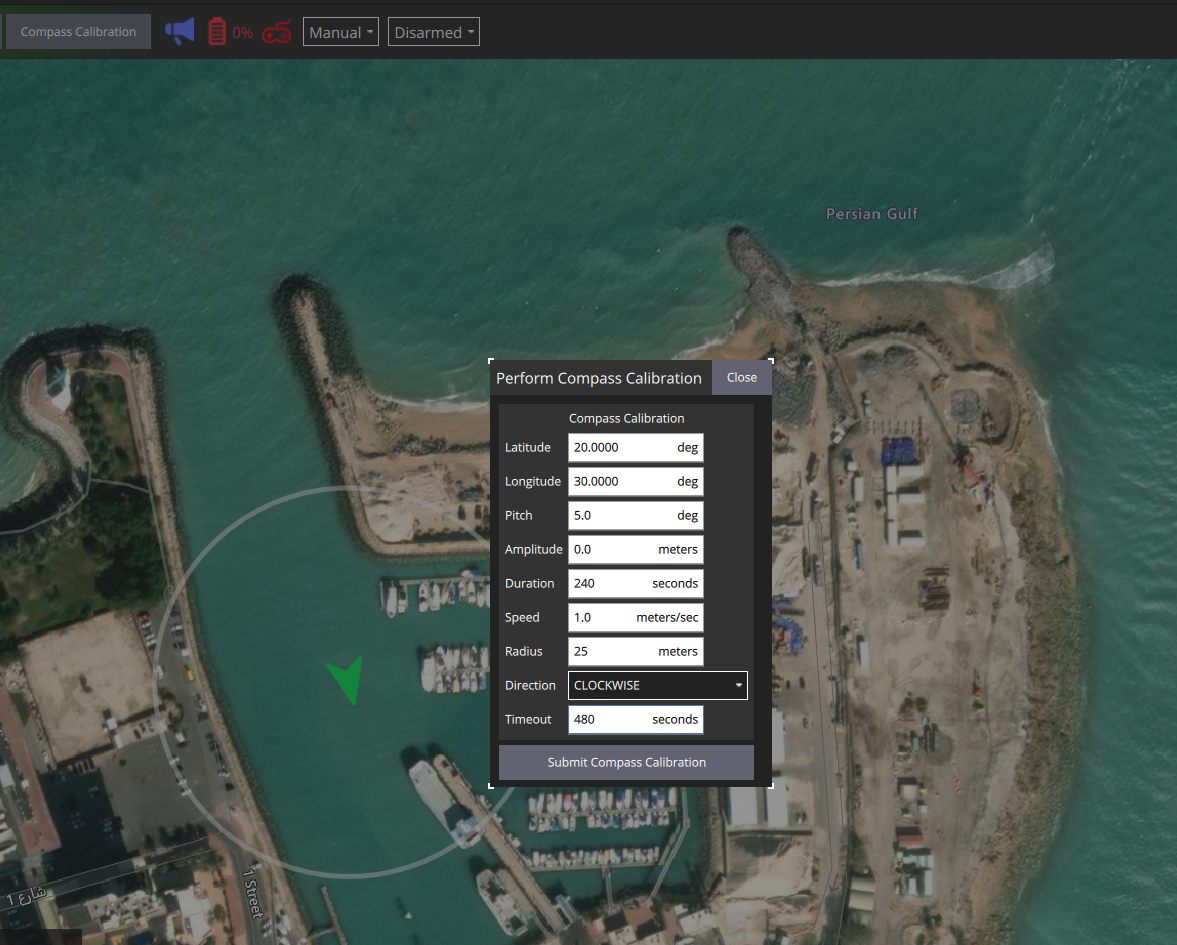 Compass Calibration
0%
Manual
Disarmed
Persian Gulf
Perform Compass Calibration
Close
Compass Calibration
Latitude 20.0000 deg
Longitude 30.0000 deg
Pitch 5.0 deg
Amplitude 0.0 meters
Duration 240 seconds
Speed 1.0 meters/sec
Radius 25 meters
Direction CLOCKWISE
Timeout 480 seconds
Submit Compass Calibration
شارع 1
1 Street